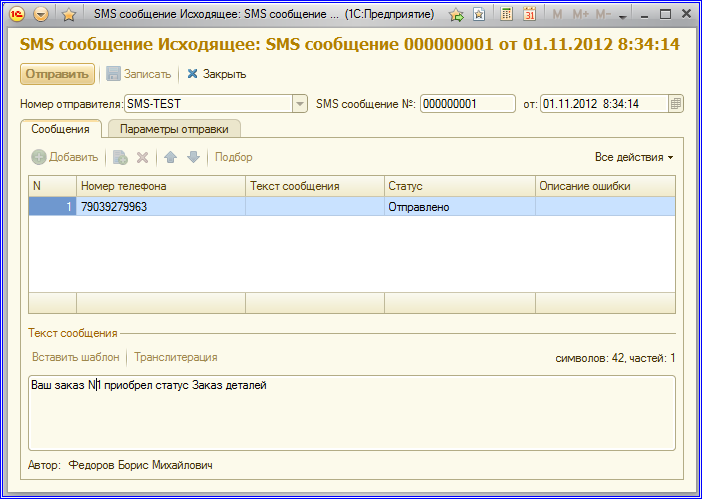 SMS сообщение Исходящее: SMS сообщение ... (1С:Предприятие)
M M+ M-
SMS сообщение Исходящее: SMS сообщение 000000001 от 01.11.2012 8:34:14
Отправить Записать Закрыть
Номер отправителя: SMS-TEST SMS сообщение №: 000000001 от: 01.11.2012 8:34:14
Сообщения Параметры отправки
Добавить Подбор Все действия
N Номер телефона Текст сообщения Статус Описание ошибки
1 79039279963 Отправлено
Текст сообщения
Вставить шаблон Транслитерация символов: 42, частей: 1
Ваш заказ N1 приобрел статус Заказ деталей
Автор: Федоров Борис Михайлович